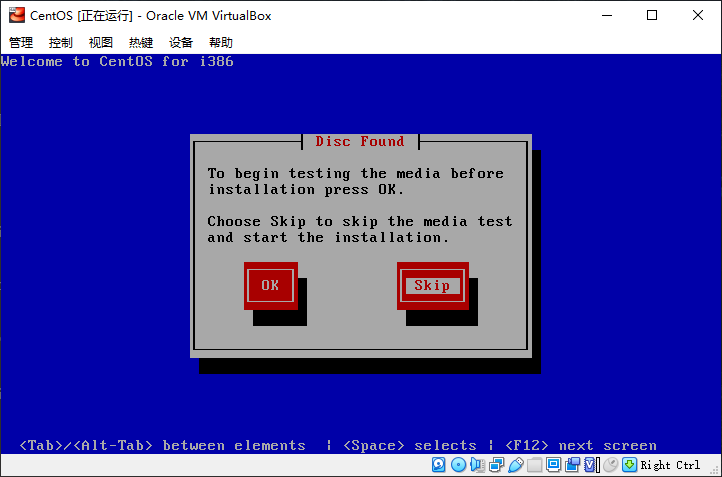 CentOS [正在运行] - Oracle VM VirtualBox
管理 控制 视图 热键 设备 帮助
Welcome to CentOS for i386
Disc Found
To begin testing the media before
installation press OK.
Choose Skip to skip the media test
and start the installation.
OK Skip
<Tab>/<Alt-Tab> between elements | <Space> selects | <F12> next screen
Right Ctrl